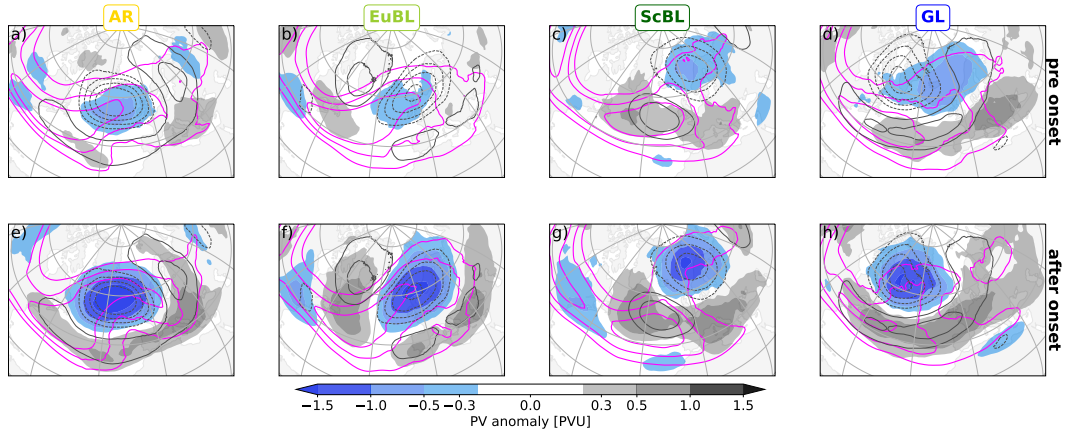 AR EuBL ScBL GL
a) b) c) d)
pre onset
e) f) g) h)
after onset
−1.5 −1.0 −0.5 −0.3 0.0 0.3 0.5 1.0 1.5
PV anomaly [PVU]